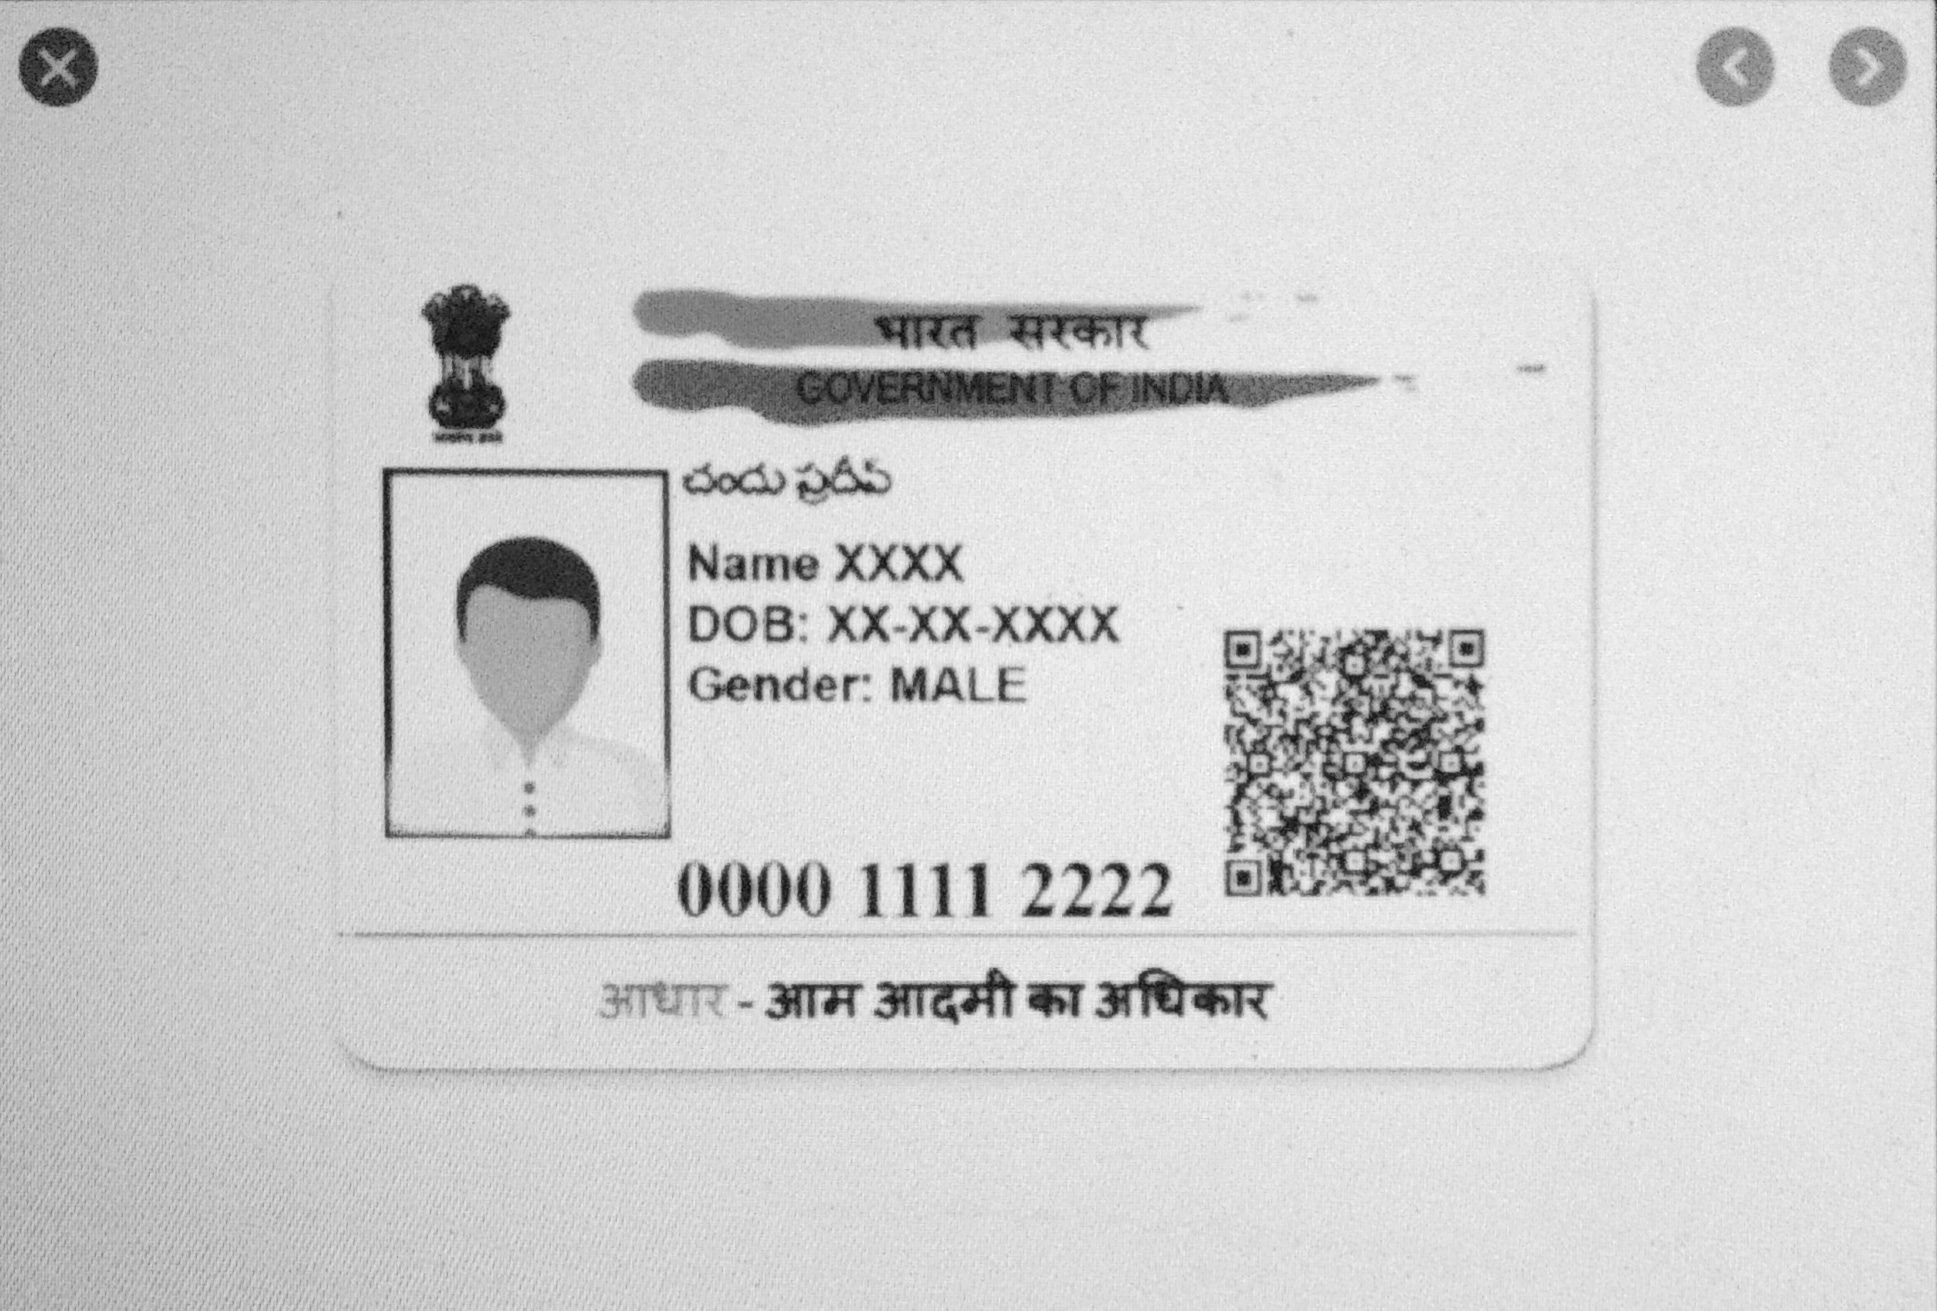 भारत सरकार
GOVERNMENT OF INDIA
చందు ప్రదీప్
Name XXXX
DOB: XX-XX-XXXX
Gender: MALE
0000 1111 2222
आधार - आम आदमी का अधिकार